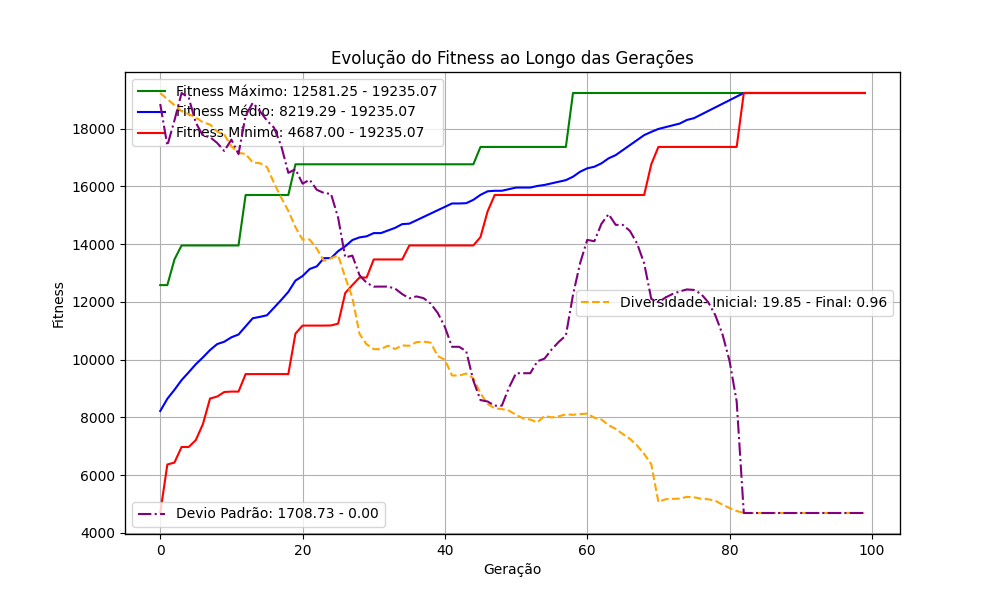 Evolução do Fitness ao Longo das Gerações
Fitness Máximo: 12581.25 - 19235.07
Fitness Médio: 8219.29 - 19235.07
Fitness Mínimo: 4687.00 - 19235.07
18000
16000
14000
12000
10000
8000
6000
4000
Fitness
Diversidade: Inicial: 19.85 - Final: 0.96
Devio Padrão: 1708.73 - 0.00
0 20 40 60 80 100
Geração